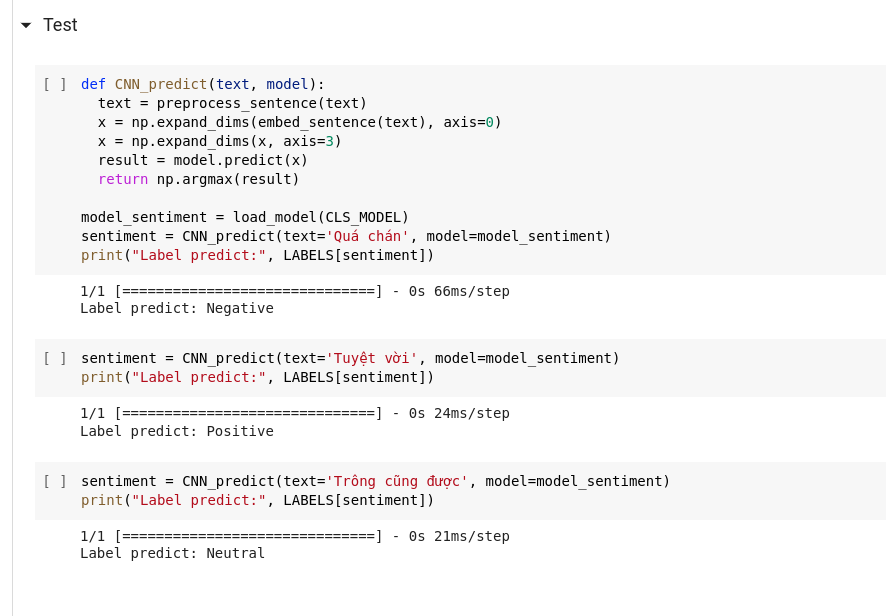 Test
[ ] def CNN_predict(text, model):
text = preprocess_sentence(text)
x = np.expand_dims(embed_sentence(text), axis=0)
x = np.expand_dims(x, axis=3)
result = model.predict(x)
return np.argmax(result)
model_sentiment = load_model(CLS_MODEL)
sentiment = CNN_predict(text='Quá chán', model=model_sentiment)
print("Label predict:", LABELS[sentiment])
1/1 [==============================] - 0s 66ms/step
Label predict: Negative
[ ] sentiment = CNN_predict(text='Tuyệt vời', model=model_sentiment)
print("Label predict:", LABELS[sentiment])
1/1 [==============================] - 0s 24ms/step
Label predict: Positive
[ ] sentiment = CNN_predict(text='Trông cũng được', model=model_sentiment)
print("Label predict:", LABELS[sentiment])
1/1 [==============================] - 0s 21ms/step
Label predict: Neutral